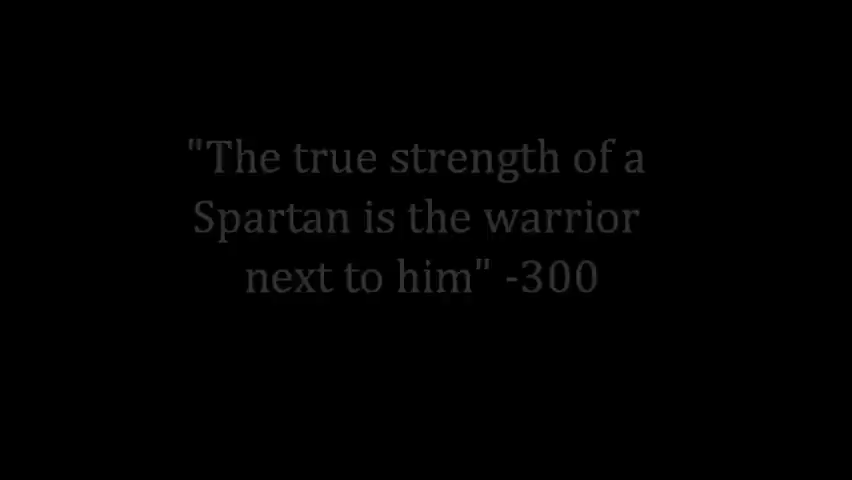 "The true strength of a
Spartan is the warrior
next to him" -300